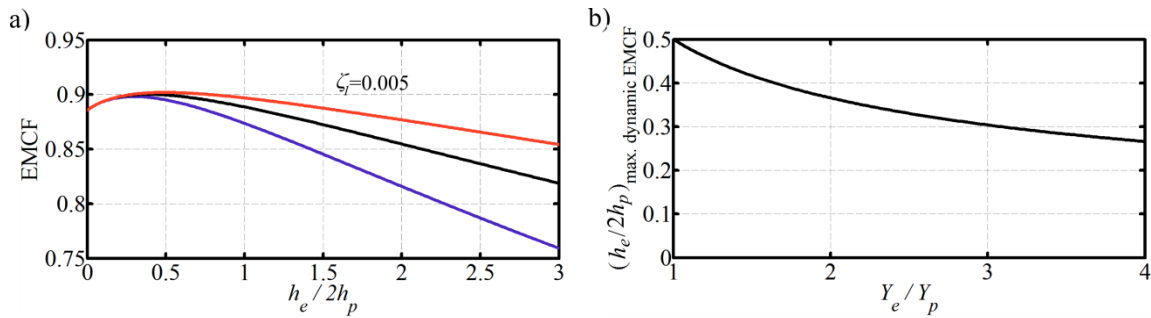 a)
EMCF
0.95
0.9
0.85
0.8
0.75
ζl=0.005
0 0.5 1 1.5 2 2.5 3
he / 2hp
b)
(he/2hp)max. dynamic EMCF
0.5
0.4
0.3
0.2
0.1
0
1 2 3 4
Ye / Yp